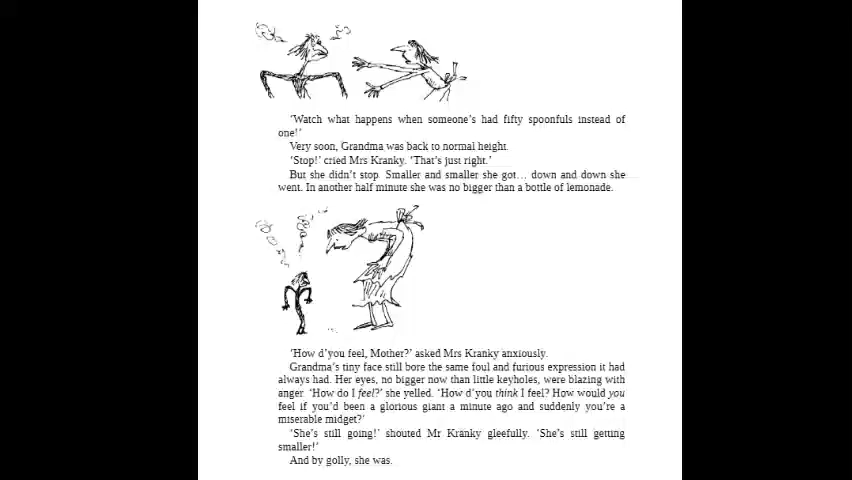 ‘Watch what happens when someone’s had fifty spoonfuls instead of
one!’
Very soon, Grandma was back to normal height.
‘Stop!’ cried Mrs Kranky. ‘That’s just right.’
But she didn’t stop. Smaller and smaller she got… down and down she
went. In another half minute she was no bigger than a bottle of lemonade.
‘How d’you feel, Mother?’ asked Mrs Kranky anxiously.
Grandma’s tiny face still bore the same foul and furious expression it had
always had. Her eyes, no bigger now than little keyholes, were blazing with
anger. ‘How do I feel?’ she yelled. ‘How d’you think I feel? How would you
feel if you’d been a glorious giant a minute ago and suddenly you’re a
miserable midget?’
‘She’s still going!’ shouted Mr Kranky gleefully. ‘She’s still getting
smaller!’
And by golly, she was.